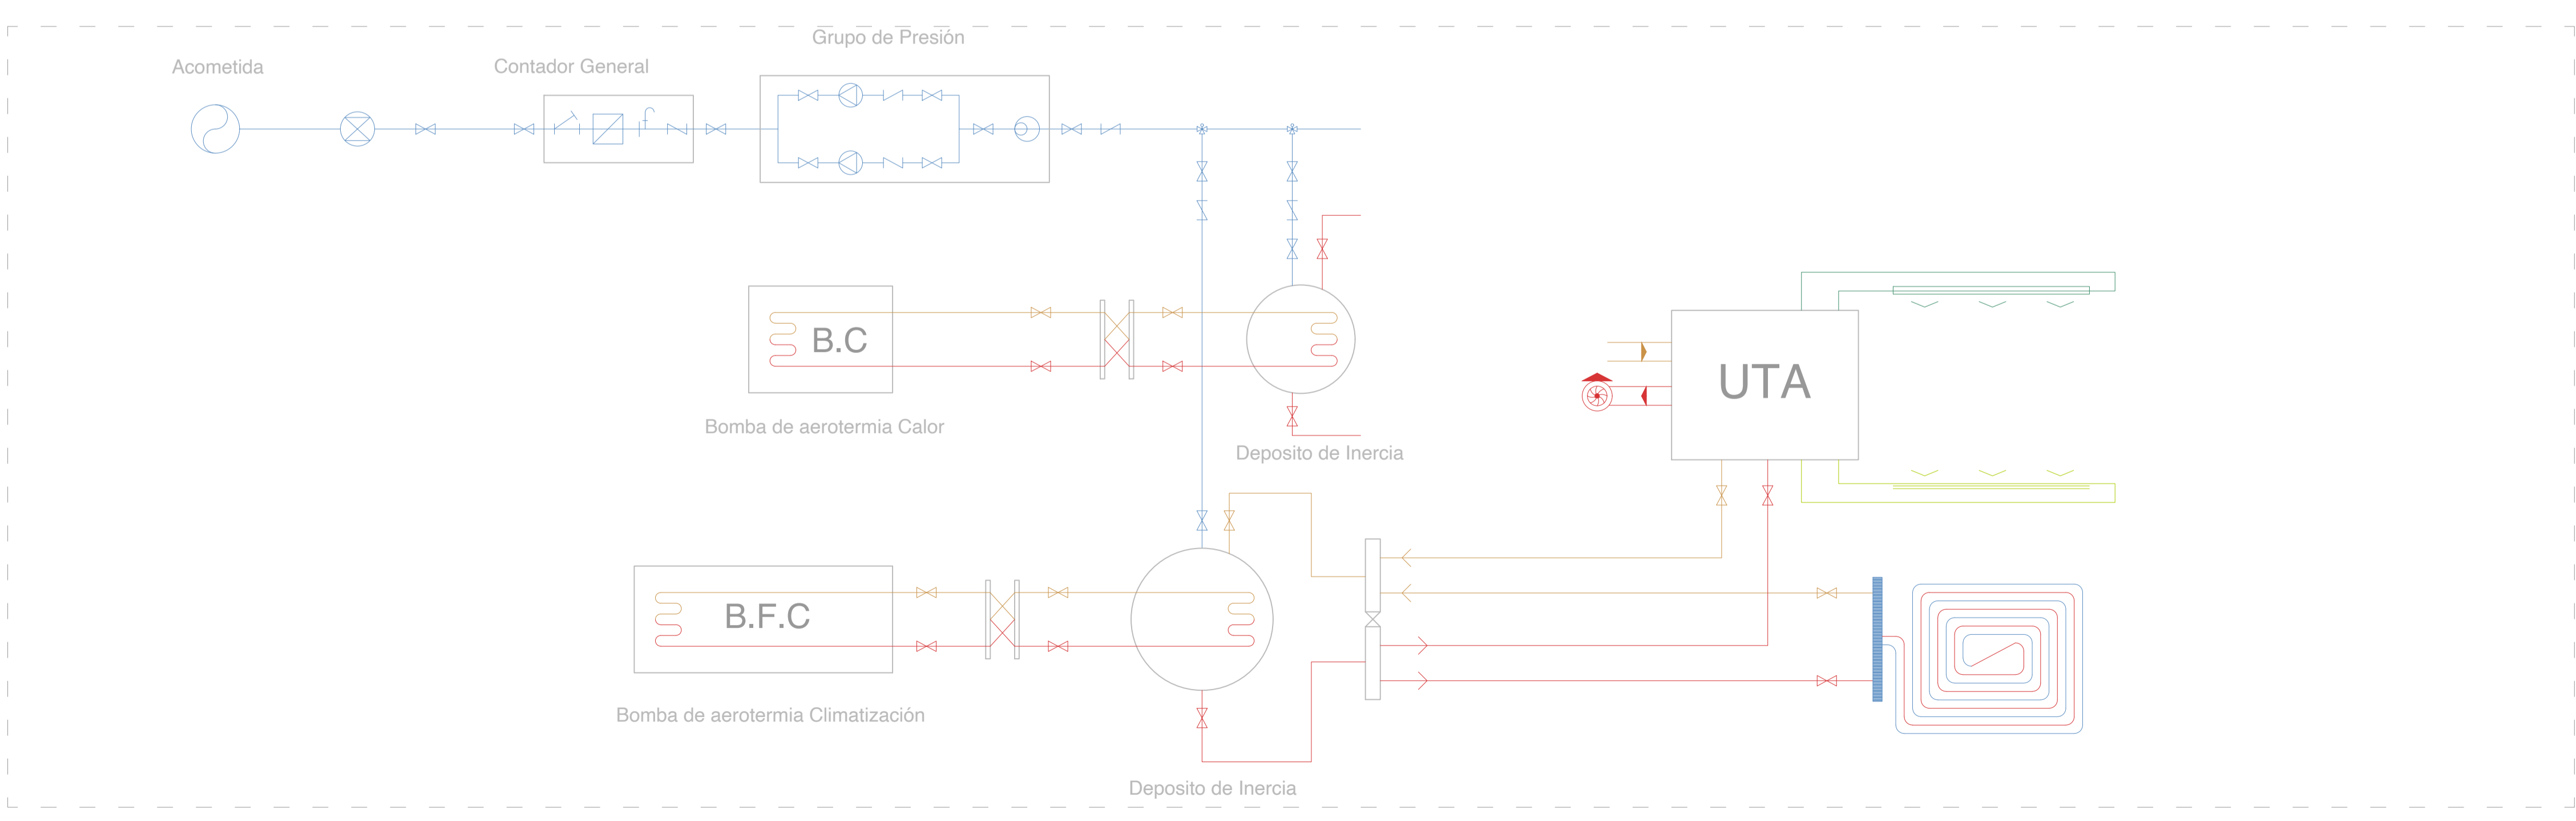 Grupo de Presión
Acometida
Contador General
B.C
Bomba de aerotermia Calor
Deposito de Inercia
UTA
B.F.C
Bomba de aerotermia Climatización
Deposito de Inercia